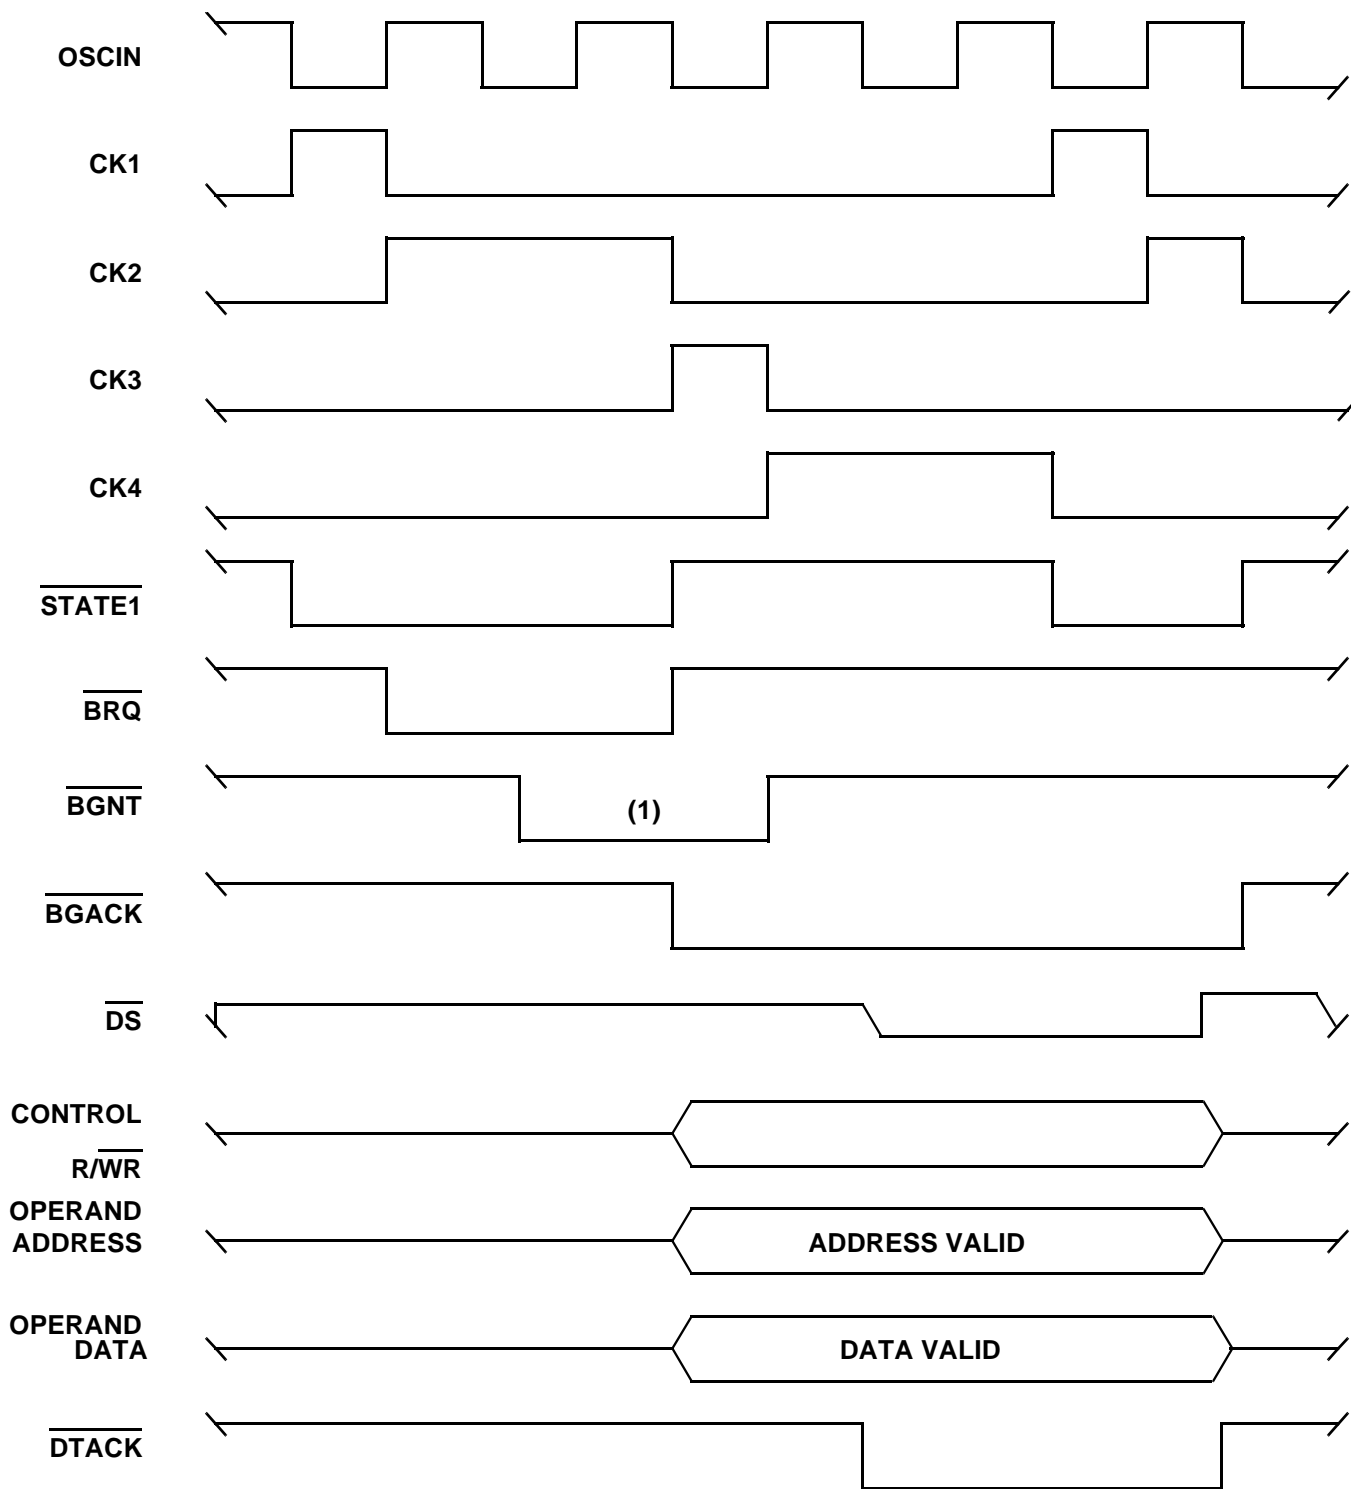 OSCIN
CK1
CK2
CK3
CK4
STATE1
BRQ
BGNT
(1)
BGACK
DS
CONTROL
R/WR
OPERAND
ADDRESS
ADDRESS VALID
OPERAND
DATA
DATA VALID
DTACK